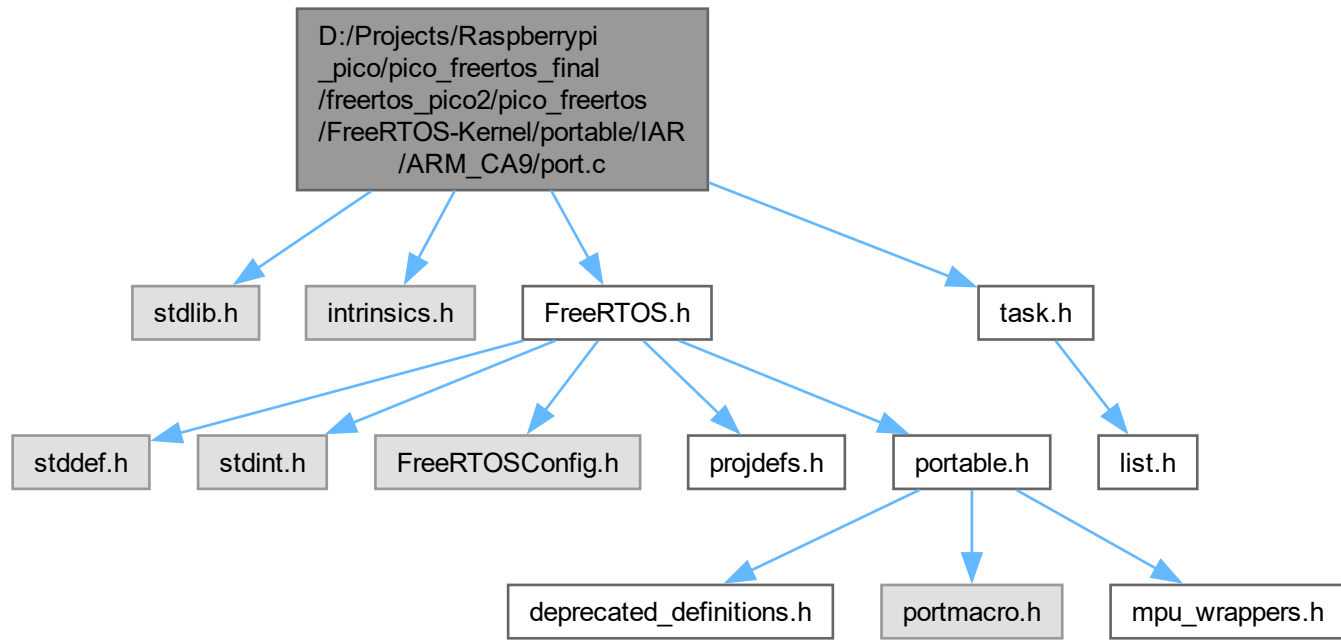 D:/Projects/Raspberrypi
_pico/pico_freertos_final
/freertos_pico2/pico_freertos
/FreeRTOS-Kernel/portable/IAR
/ARM_CA9/port.c
stdlib.h
intrinsics.h
FreeRTOS.h
task.h
stddef.h
stdint.h
FreeRTOSConfig.h
projdefs.h
portable.h
list.h
deprecated_definitions.h
portmacro.h
mpu_wrappers.h